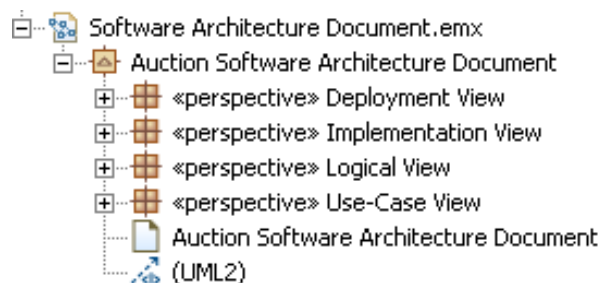 Software Architecture Document.emx
Auction Software Architecture Document
«perspective» Deployment View
«perspective» Implementation View
«perspective» Logical View
«perspective» Use-Case View
Auction Software Architecture Document
(UML2)